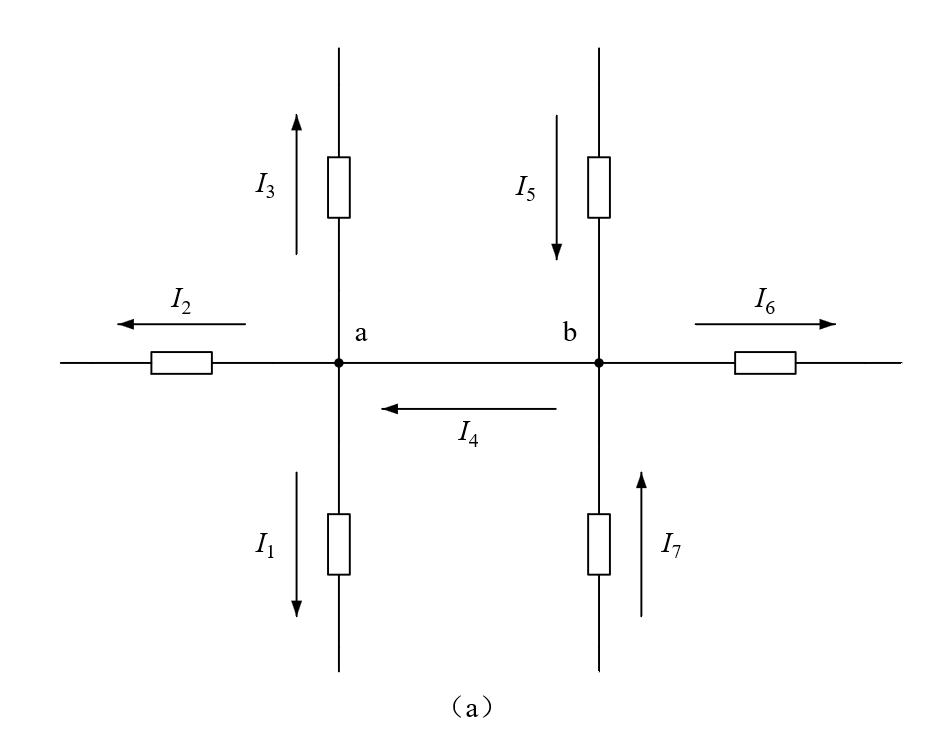 I₃
I₅
I₂
I₆
a
b
I₄
I₁
I₇
（a）